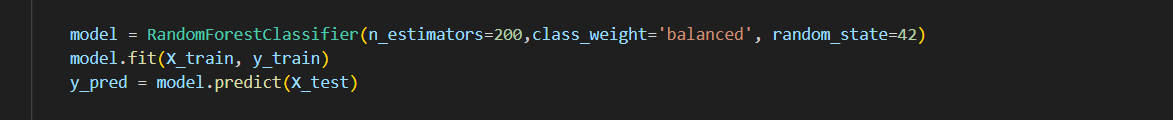 model = RandomForestClassifier(n_estimators=200,class_weight='balanced', random_state=42)
model.fit(X_train, y_train)
y_pred = model.predict(X_test)